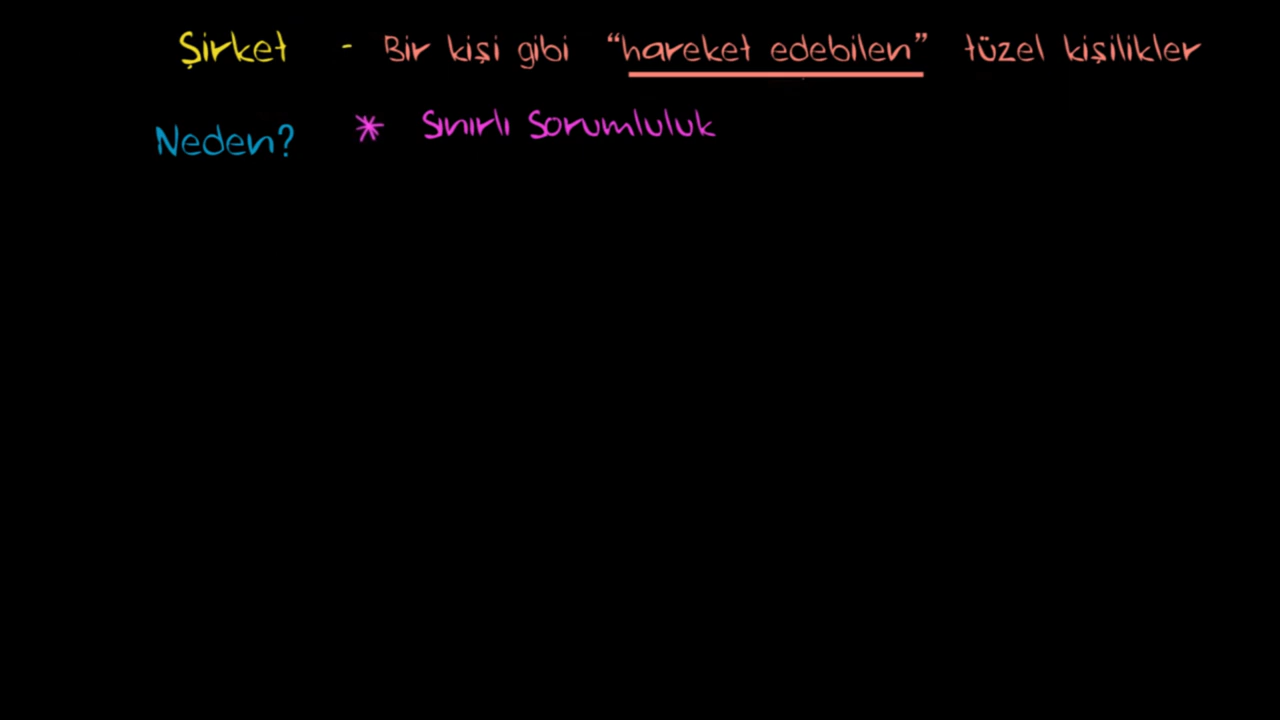 Şirket - Bir kişi gibi “hareket edebilen” tüzel kişilikler
Neden? * Sınırlı Sorumluluk